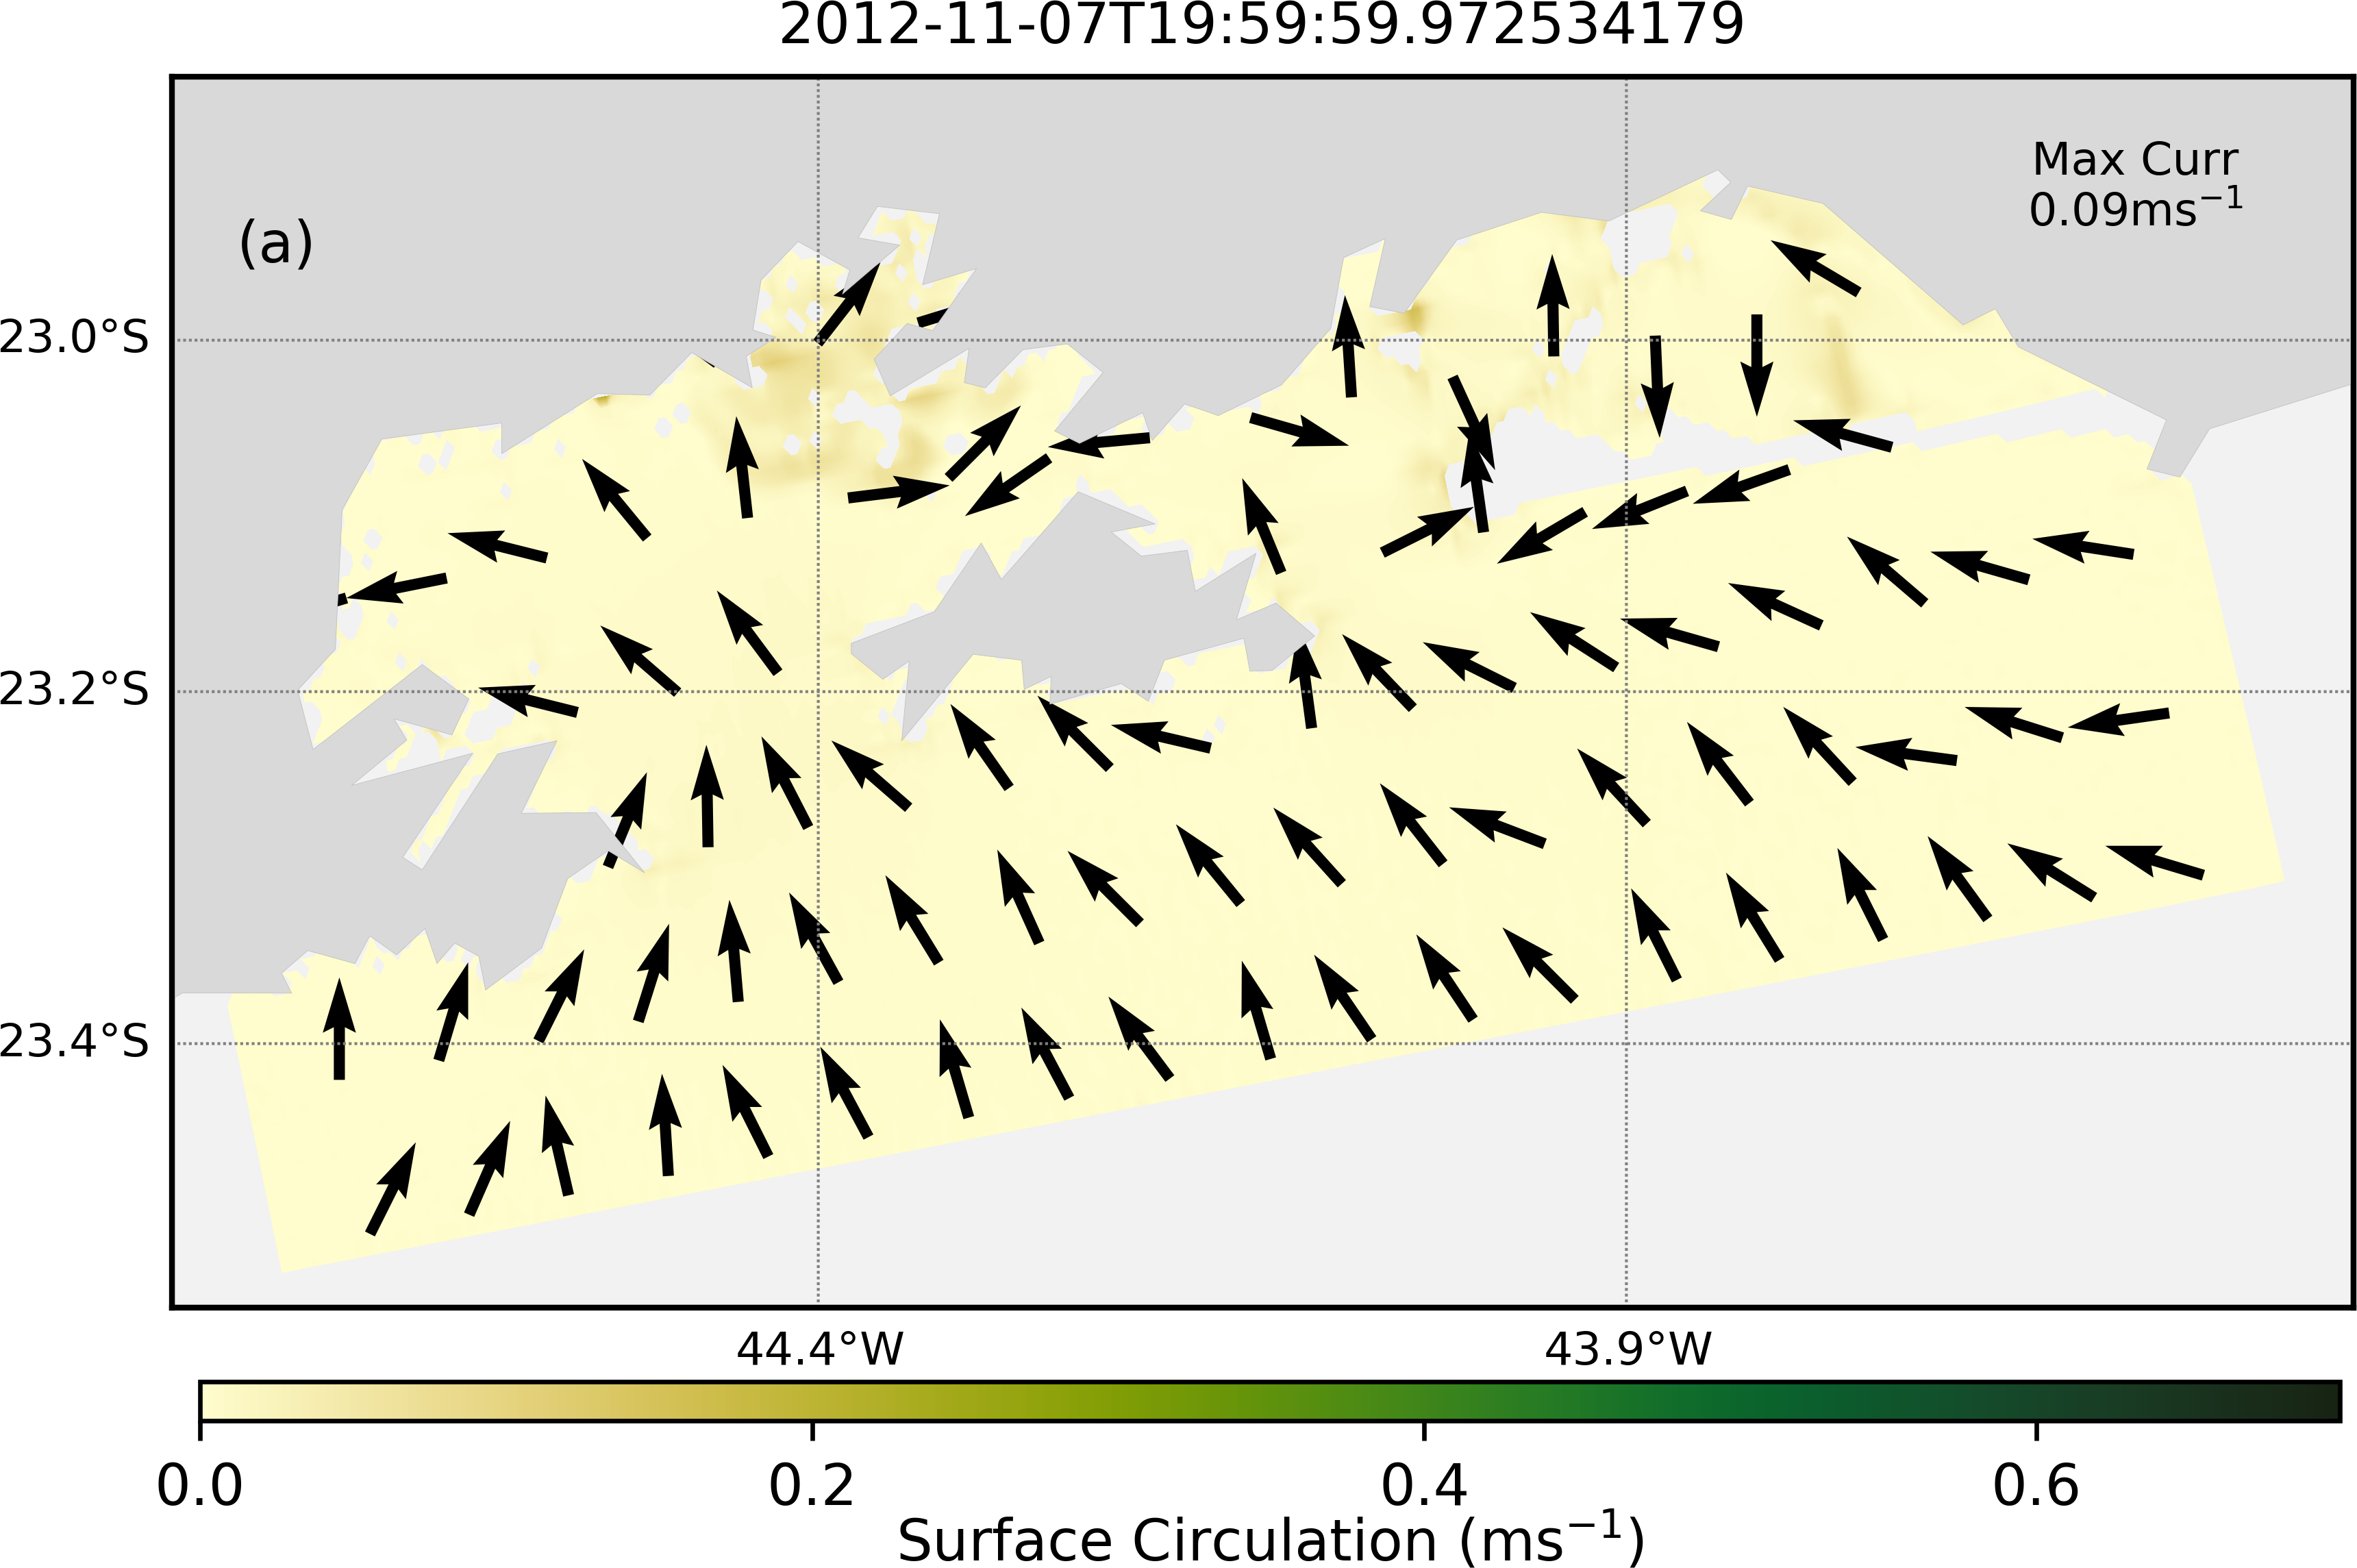 2012-11-07T19:59:59.972534179
Max Curr
0.09ms⁻¹
(a)
23.0°S
23.2°S
23.4°S
44.4°W 43.9°W
0.0 0.2 0.4 0.6
Surface Circulation (ms⁻¹)